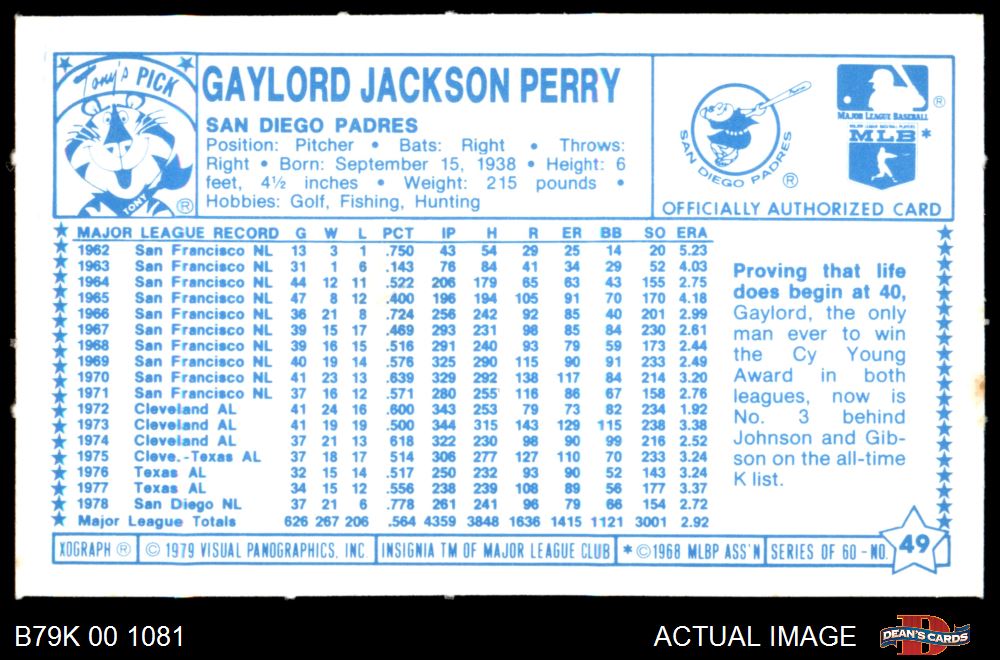 Tony's PICK
TONY
®
GAYLORD JACKSON PERRY
SAN DIEGO PADRES
Position: Pitcher • Bats: Right • Throws:
Right • Born: September 15, 1938 • Height: 6
feet, 4½ inches • Weight: 215 pounds •
Hobbies: Golf, Fishing, Hunting
SAN DIEGO PADRES
®
®
MAJOR LEAGUE BASEBALL
MAJOR LEAGUE BASEBALL PLAYERS
MLB*
OFFICIALLY AUTHORIZED CARD
MAJOR LEAGUE RECORD G W L PCT IP H R ER BB SO ERA
1962 San Francisco NL 13 3 1 .750 43 54 29 25 14 20 5.23
1963 San Francisco NL 31 1 6 .143 76 84 41 34 29 52 4.03
1964 San Francisco NL 44 12 11 .522 206 179 65 63 43 155 2.75
1965 San Francisco NL 47 8 12 .400 196 194 105 91 70 170 4.18
1966 San Francisco NL 36 21 8 .724 256 242 92 85 40 201 2.99
1967 San Francisco NL 39 15 17 .469 293 231 98 85 84 230 2.61
1968 San Francisco NL 39 16 15 .516 291 240 93 79 59 173 2.44
1969 San Francisco NL 40 19 14 .576 325 290 115 90 91 233 2.49
1970 San Francisco NL 41 23 13 .639 329 292 138 117 84 214 3.20
1971 San Francisco NL 37 16 12 .571 280 255 116 86 67 158 2.76
1972 Cleveland AL 41 24 16 .600 343 253 79 73 82 234 1.92
1973 Cleveland AL 41 19 19 .500 344 315 143 129 115 238 3.38
1974 Cleveland AL 37 21 13 618 322 230 98 90 99 216 2.52
1975 Cleve.-Texas AL 37 18 17 .514 306 277 127 110 70 233 3.24
1976 Texas AL 32 15 14 .517 250 232 93 90 52 143 3.24
1977 Texas AL 34 15 12 .556 238 239 108 89 56 177 3.37
1978 San Diego NL 37 21 6 .778 261 241 96 79 66 154 2.72
Major League Totals 626 267 206 .564 4359 3848 1636 1415 1121 3001 2.92
Proving that life
does begin at 40,
Gaylord, the only
man ever to win
the Cy Young
Award in both
leagues, now is
No. 3 behind
Johnson and Gib-
son on the all-time
K list.
XOGRAPH ® © 1979 VISUAL PANOGRAPHICS, INC. INSIGNIA TM OF MAJOR LEAGUE CLUB * ©1968 MLBP ASS'N SERIES OF 60 - NO. 49
B79K 00 1081 ACTUAL IMAGE DEAN'S CARDS